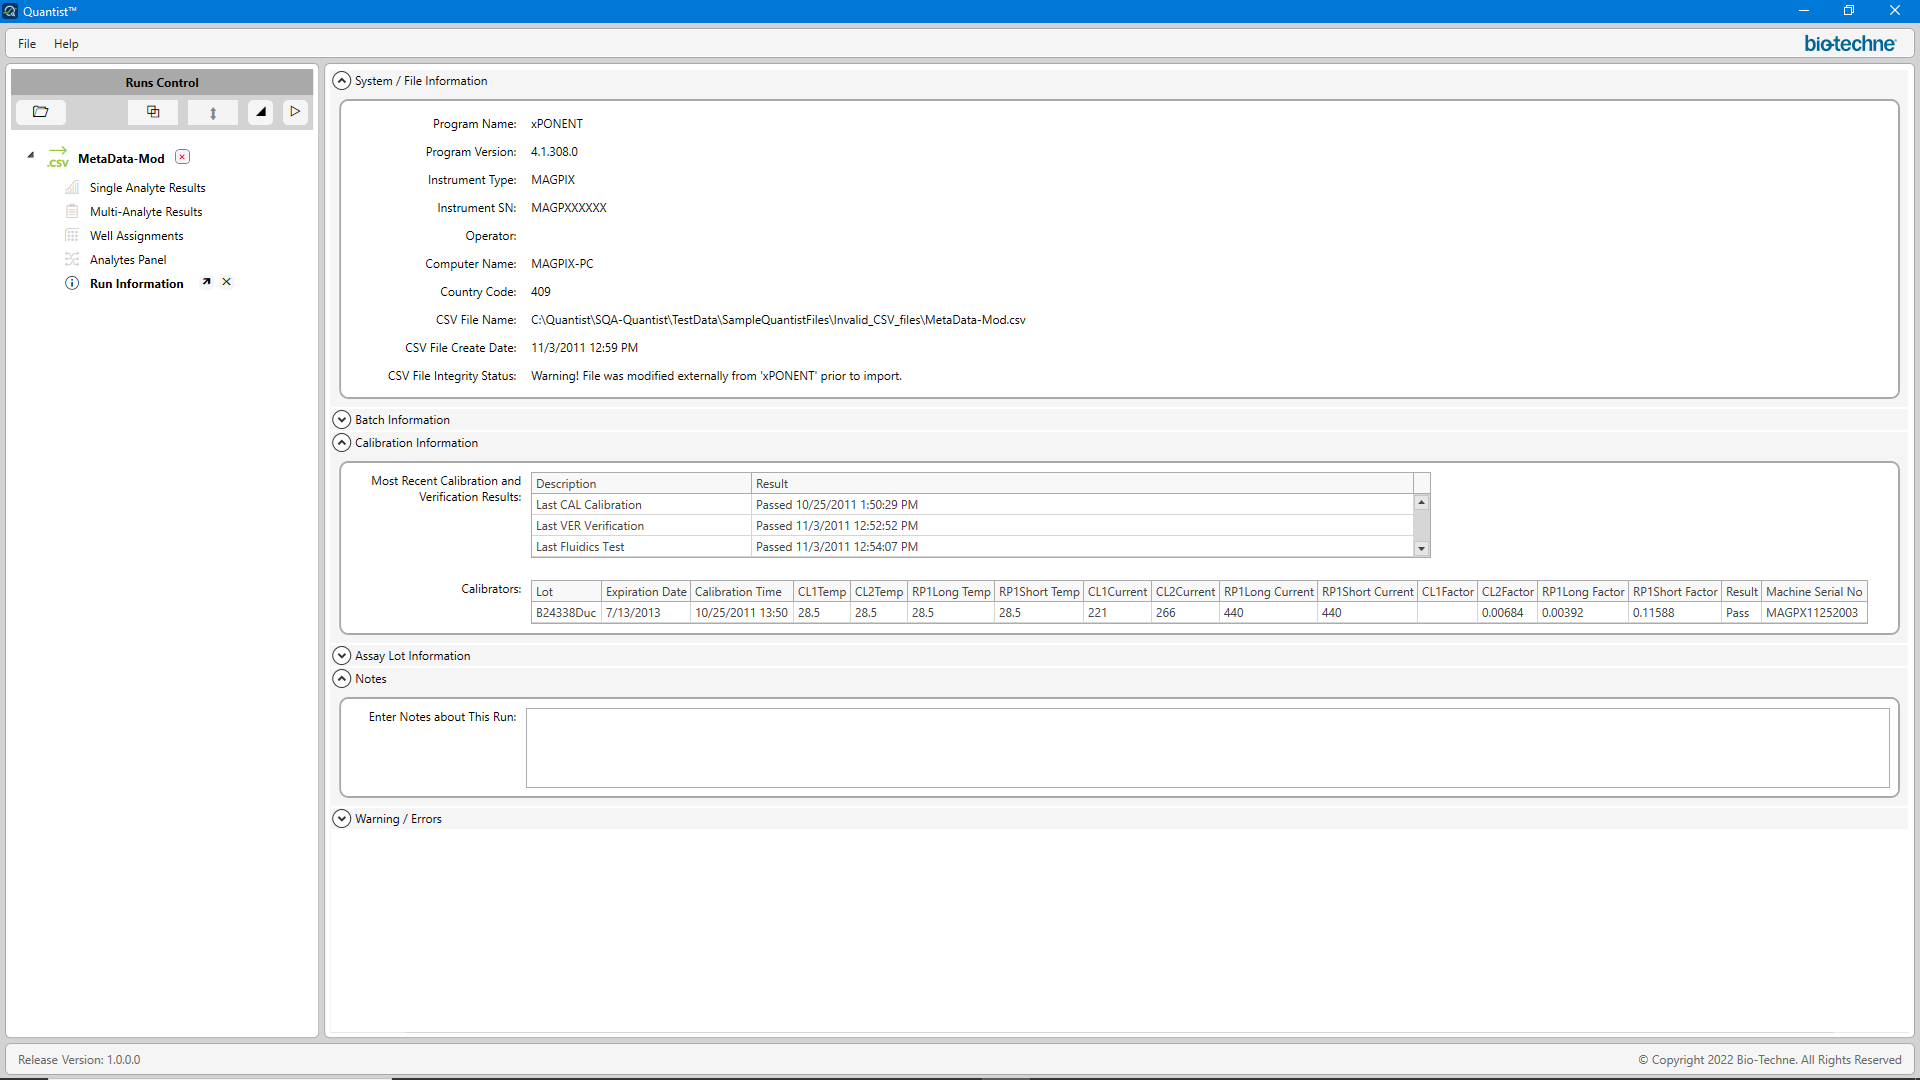 Quantist™
File Help
bio-techne
Runs Control
.CSV MetaData-Mod
Single Analyte Results
Multi-Analyte Results
Well Assignments
Analytes Panel
Run Information
System / File Information
Program Name: xPONENT
Program Version: 4.1.308.0
Instrument Type: MAGPIX
Instrument SN: MAGPXXXXXX
Operator:
Computer Name: MAGPIX-PC
Country Code: 409
CSV File Name: C:\Quantist\SQA-Quantist\TestData\SampleQuantistFiles\Invalid_CSV_files\MetaData-Mod.csv
CSV File Create Date: 11/3/2011 12:59 PM
CSV File Integrity Status: Warning! File was modified externally from 'xPONENT' prior to import.
Batch Information
Calibration Information
Most Recent Calibration and
Verification Results:
Description Result
Last CAL Calibration Passed 10/25/2011 1:50:29 PM
Last VER Verification Passed 11/3/2011 12:52:52 PM
Last Fluidics Test Passed 11/3/2011 12:54:07 PM
Calibrators:
Lot Expiration Date Calibration Time CL1Temp CL2Temp RP1Long Temp RP1Short Temp CL1Current CL2Current RP1Long Current RP1Short Current CL1Factor CL2Factor RP1Long Factor RP1Short Factor Result Machine Serial No
B24338Duc 7/13/2013 10/25/2011 13:50 28.5 28.5 28.5 28.5 221 266 440 440 0.00684 0.00392 0.11588 Pass MAGPX11252003
Assay Lot Information
Notes
Enter Notes about This Run:
Warning / Errors
Release Version: 1.0.0.0
© Copyright 2022 Bio-Techne. All Rights Reserved